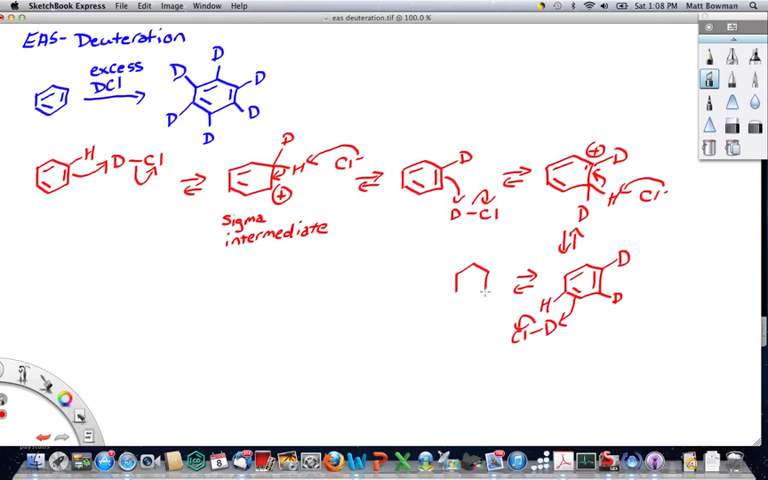 SketchBook Express File Edit View Image Window Help Sat 1:08 PM Matt Bowman
eas deuteration.tif @ 100.0 %
EAS- Deuteration
excess
DCl
D
D
D
D
D
D
H
D-Cl
D
H
Cl-
D
D-Cl
D
D
H
Cl-
Sigma
intermediate
D
D
H
Cl-D